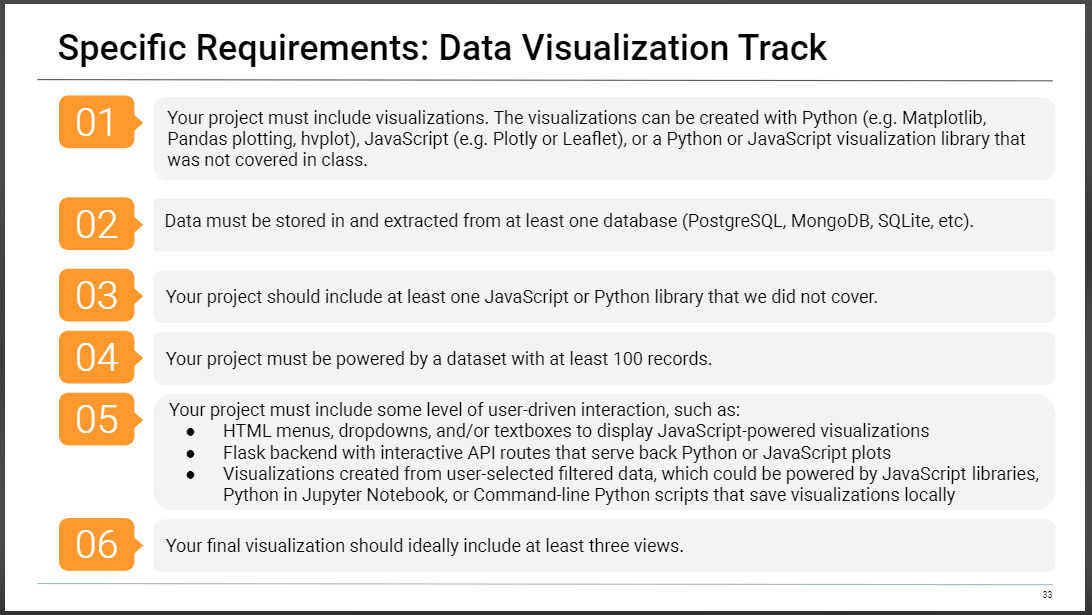 Specific Requirements: Data Visualization Track
01
Your project must include visualizations. The visualizations can be created with Python (e.g. Matplotlib,
Pandas plotting, hvplot), JavaScript (e.g. Plotly or Leaflet), or a Python or JavaScript visualization library that
was not covered in class.
02
Data must be stored in and extracted from at least one database (PostgreSQL, MongoDB, SQLite, etc).
03
Your project should include at least one JavaScript or Python library that we did not cover.
04
Your project must be powered by a dataset with at least 100 records.
05
Your project must include some level of user-driven interaction, such as:
● HTML menus, dropdowns, and/or textboxes to display JavaScript-powered visualizations
● Flask backend with interactive API routes that serve back Python or JavaScript plots
● Visualizations created from user-selected filtered data, which could be powered by JavaScript libraries,
Python in Jupyter Notebook, or Command-line Python scripts that save visualizations locally
06
Your final visualization should ideally include at least three views.
33